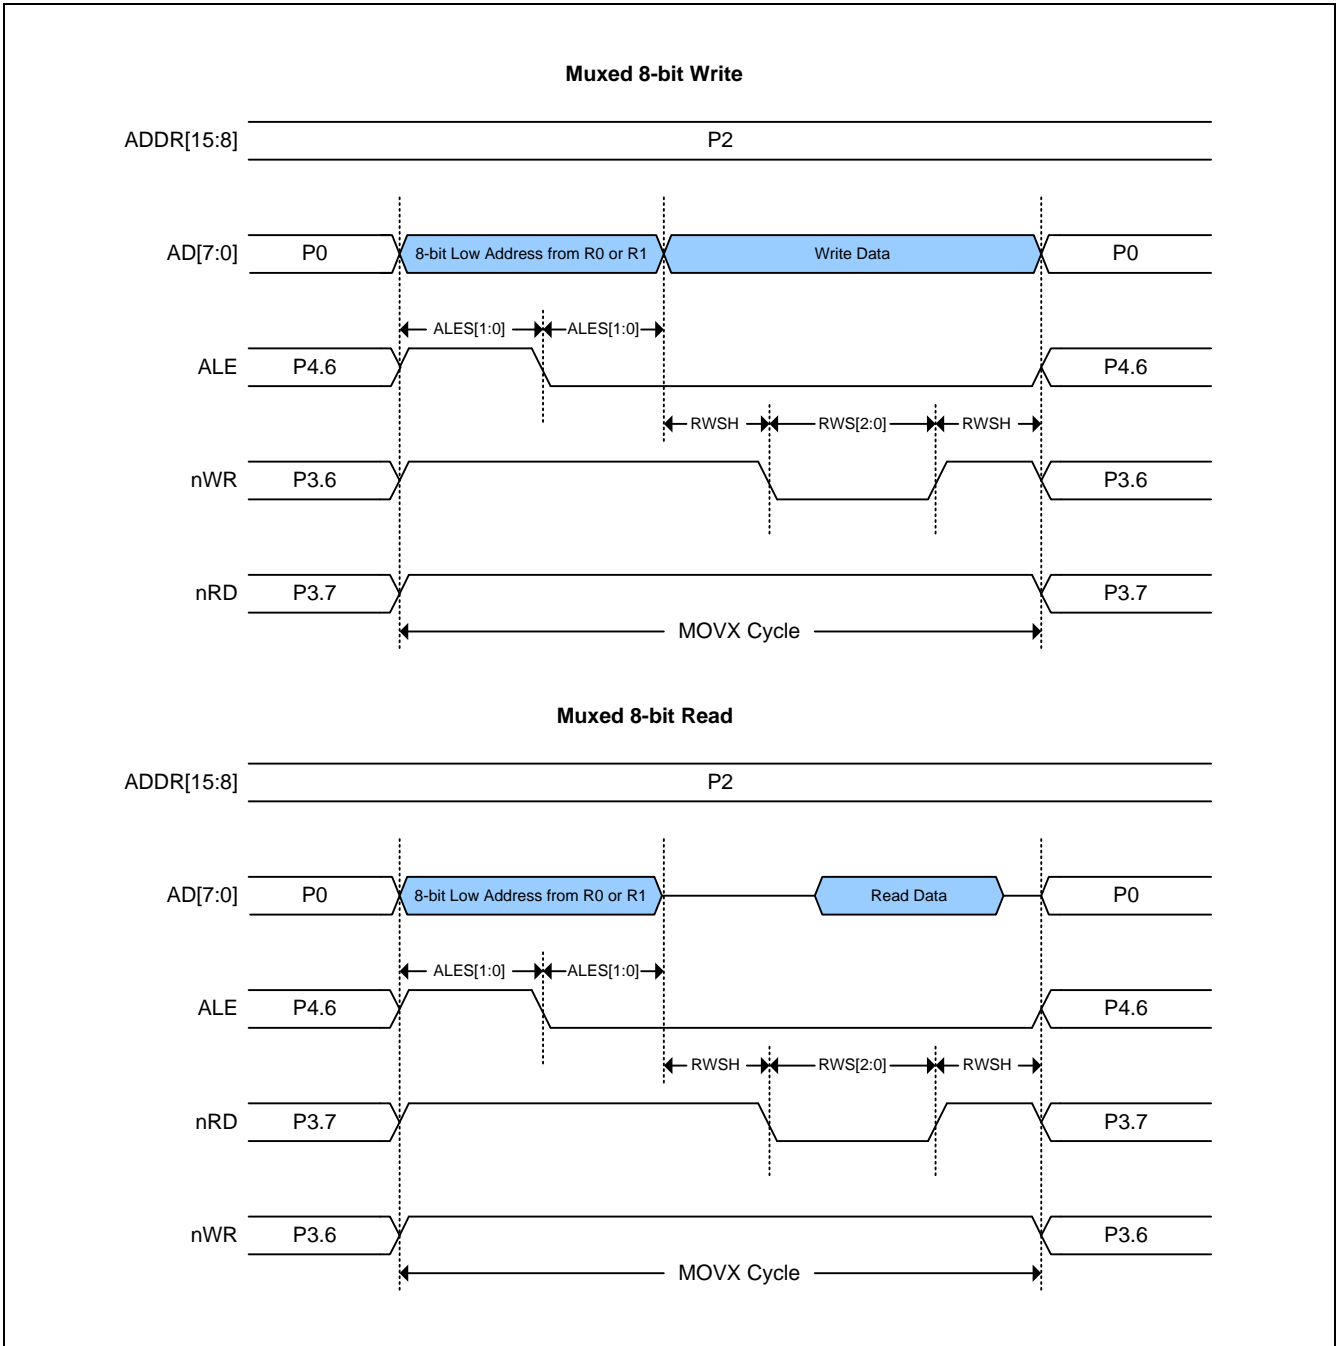 Muxed 8-bit Write
ADDR[15:8] P2
AD[7:0] P0 8-bit Low Address from R0 or R1 Write Data P0
ALES[1:0] ALES[1:0]
ALE P4.6 P4.6
RWSH RWS[2:0] RWSH
nWR P3.6 P3.6
nRD P3.7 P3.7
MOVX Cycle
Muxed 8-bit Read
ADDR[15:8] P2
AD[7:0] P0 8-bit Low Address from R0 or R1 Read Data P0
ALES[1:0] ALES[1:0]
ALE P4.6 P4.6
RWSH RWS[2:0] RWSH
nRD P3.7 P3.7
nWR P3.6 P3.6
MOVX Cycle